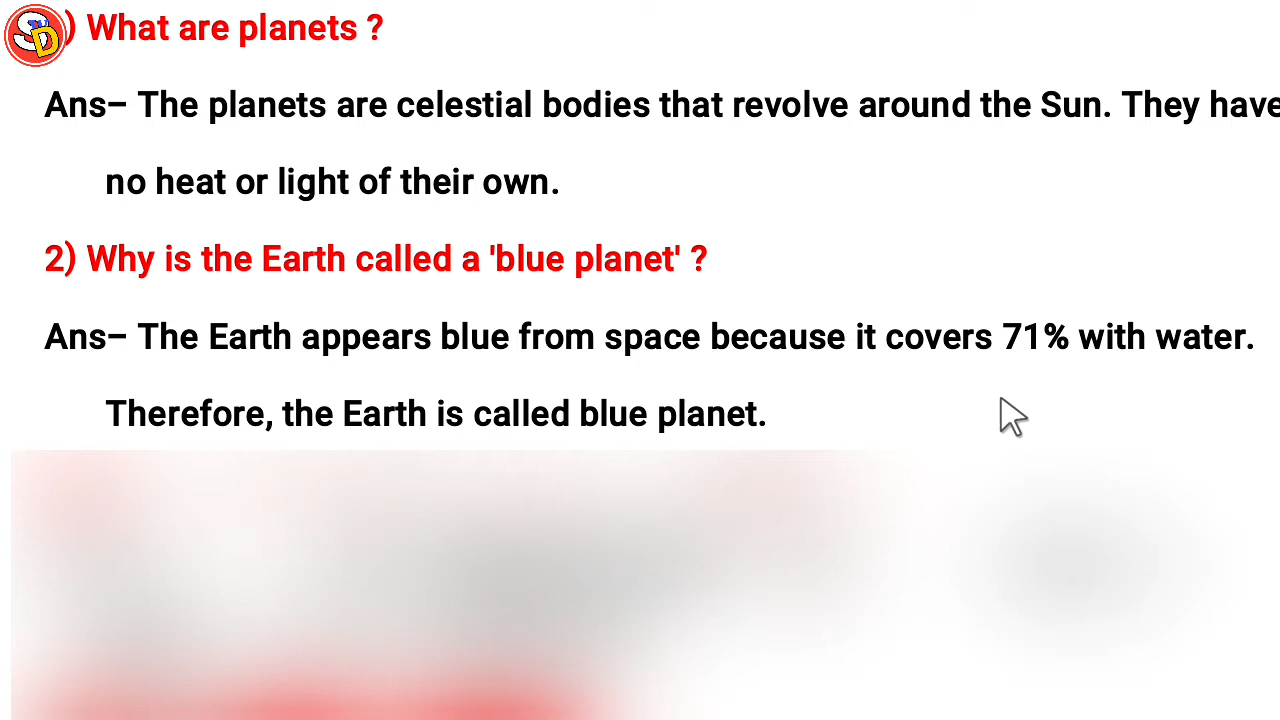 SD
) What are planets ?
Ans– The planets are celestial bodies that revolve around the Sun. They have
no heat or light of their own.
2) Why is the Earth called a 'blue planet' ?
Ans– The Earth appears blue from space because it covers 71% with water.
Therefore, the Earth is called blue planet.